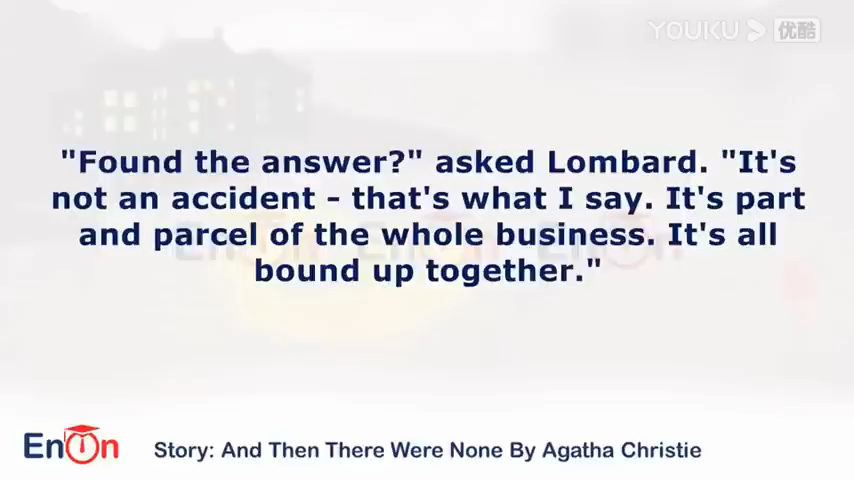 YOUKU 优酷
"Found the answer?" asked Lombard. "It's
not an accident - that's what I say. It's part
and parcel of the whole business. It's all
bound up together."
EnOn
Story: And Then There Were None By Agatha Christie